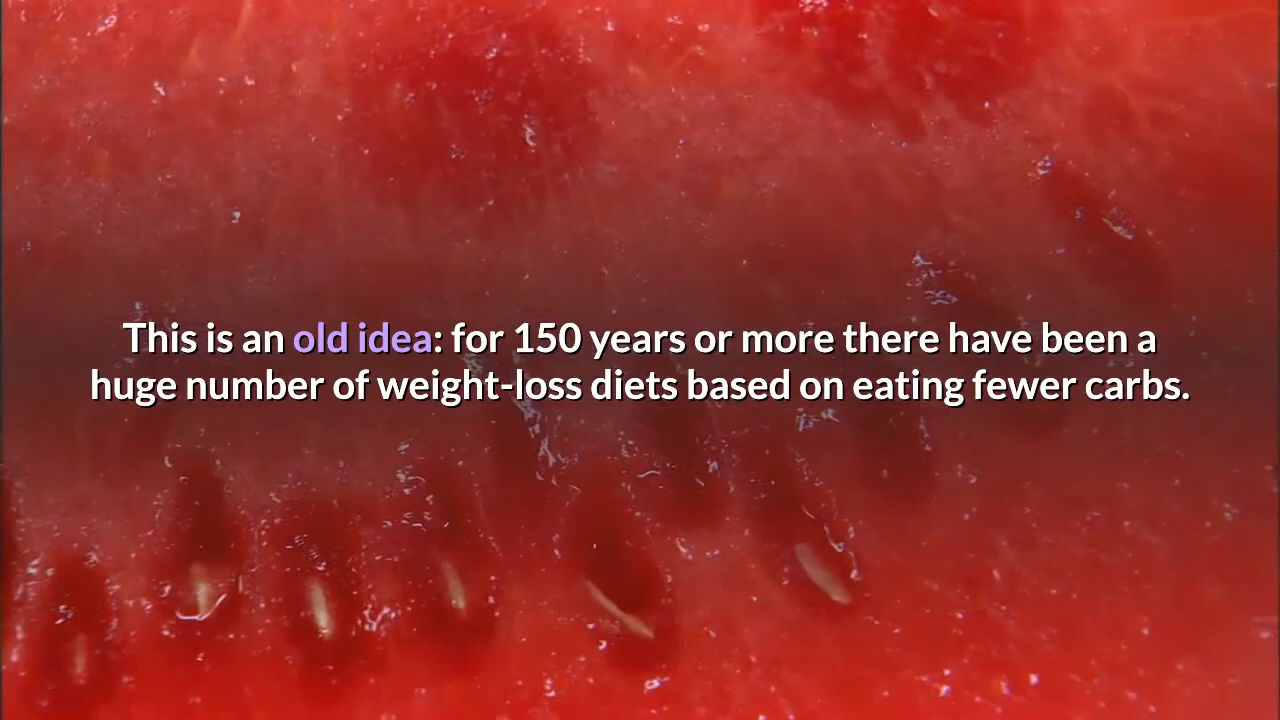 This is an old idea: for 150 years or more there have been a
huge number of weight-loss diets based on eating fewer carbs.